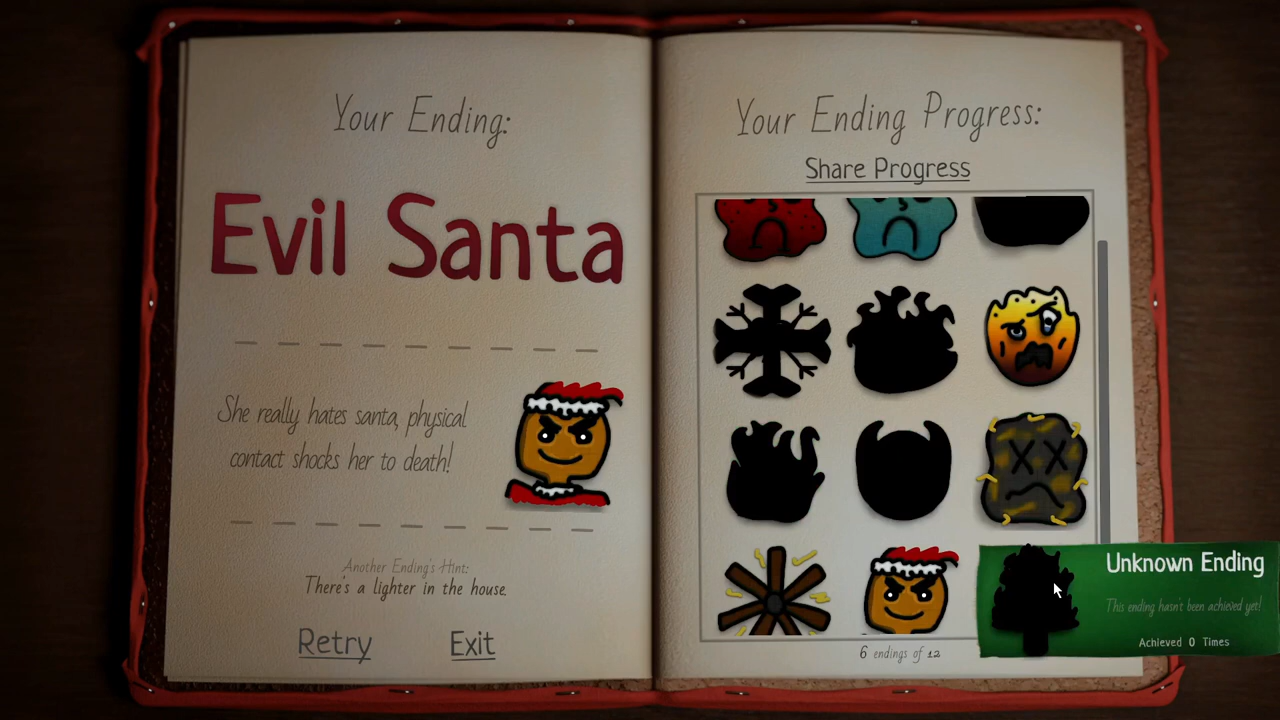 Your Ending:
Evil Santa
She really hates santa, physical
contact shocks her to death!
Another Ending's Hint:
There's a lighter in the house
Retry
Exit
Your Ending Progress:
Share Progress
6 endings of 12
Unknown Ending
This ending hasn't been achieved yet!
Achieved 0 Times